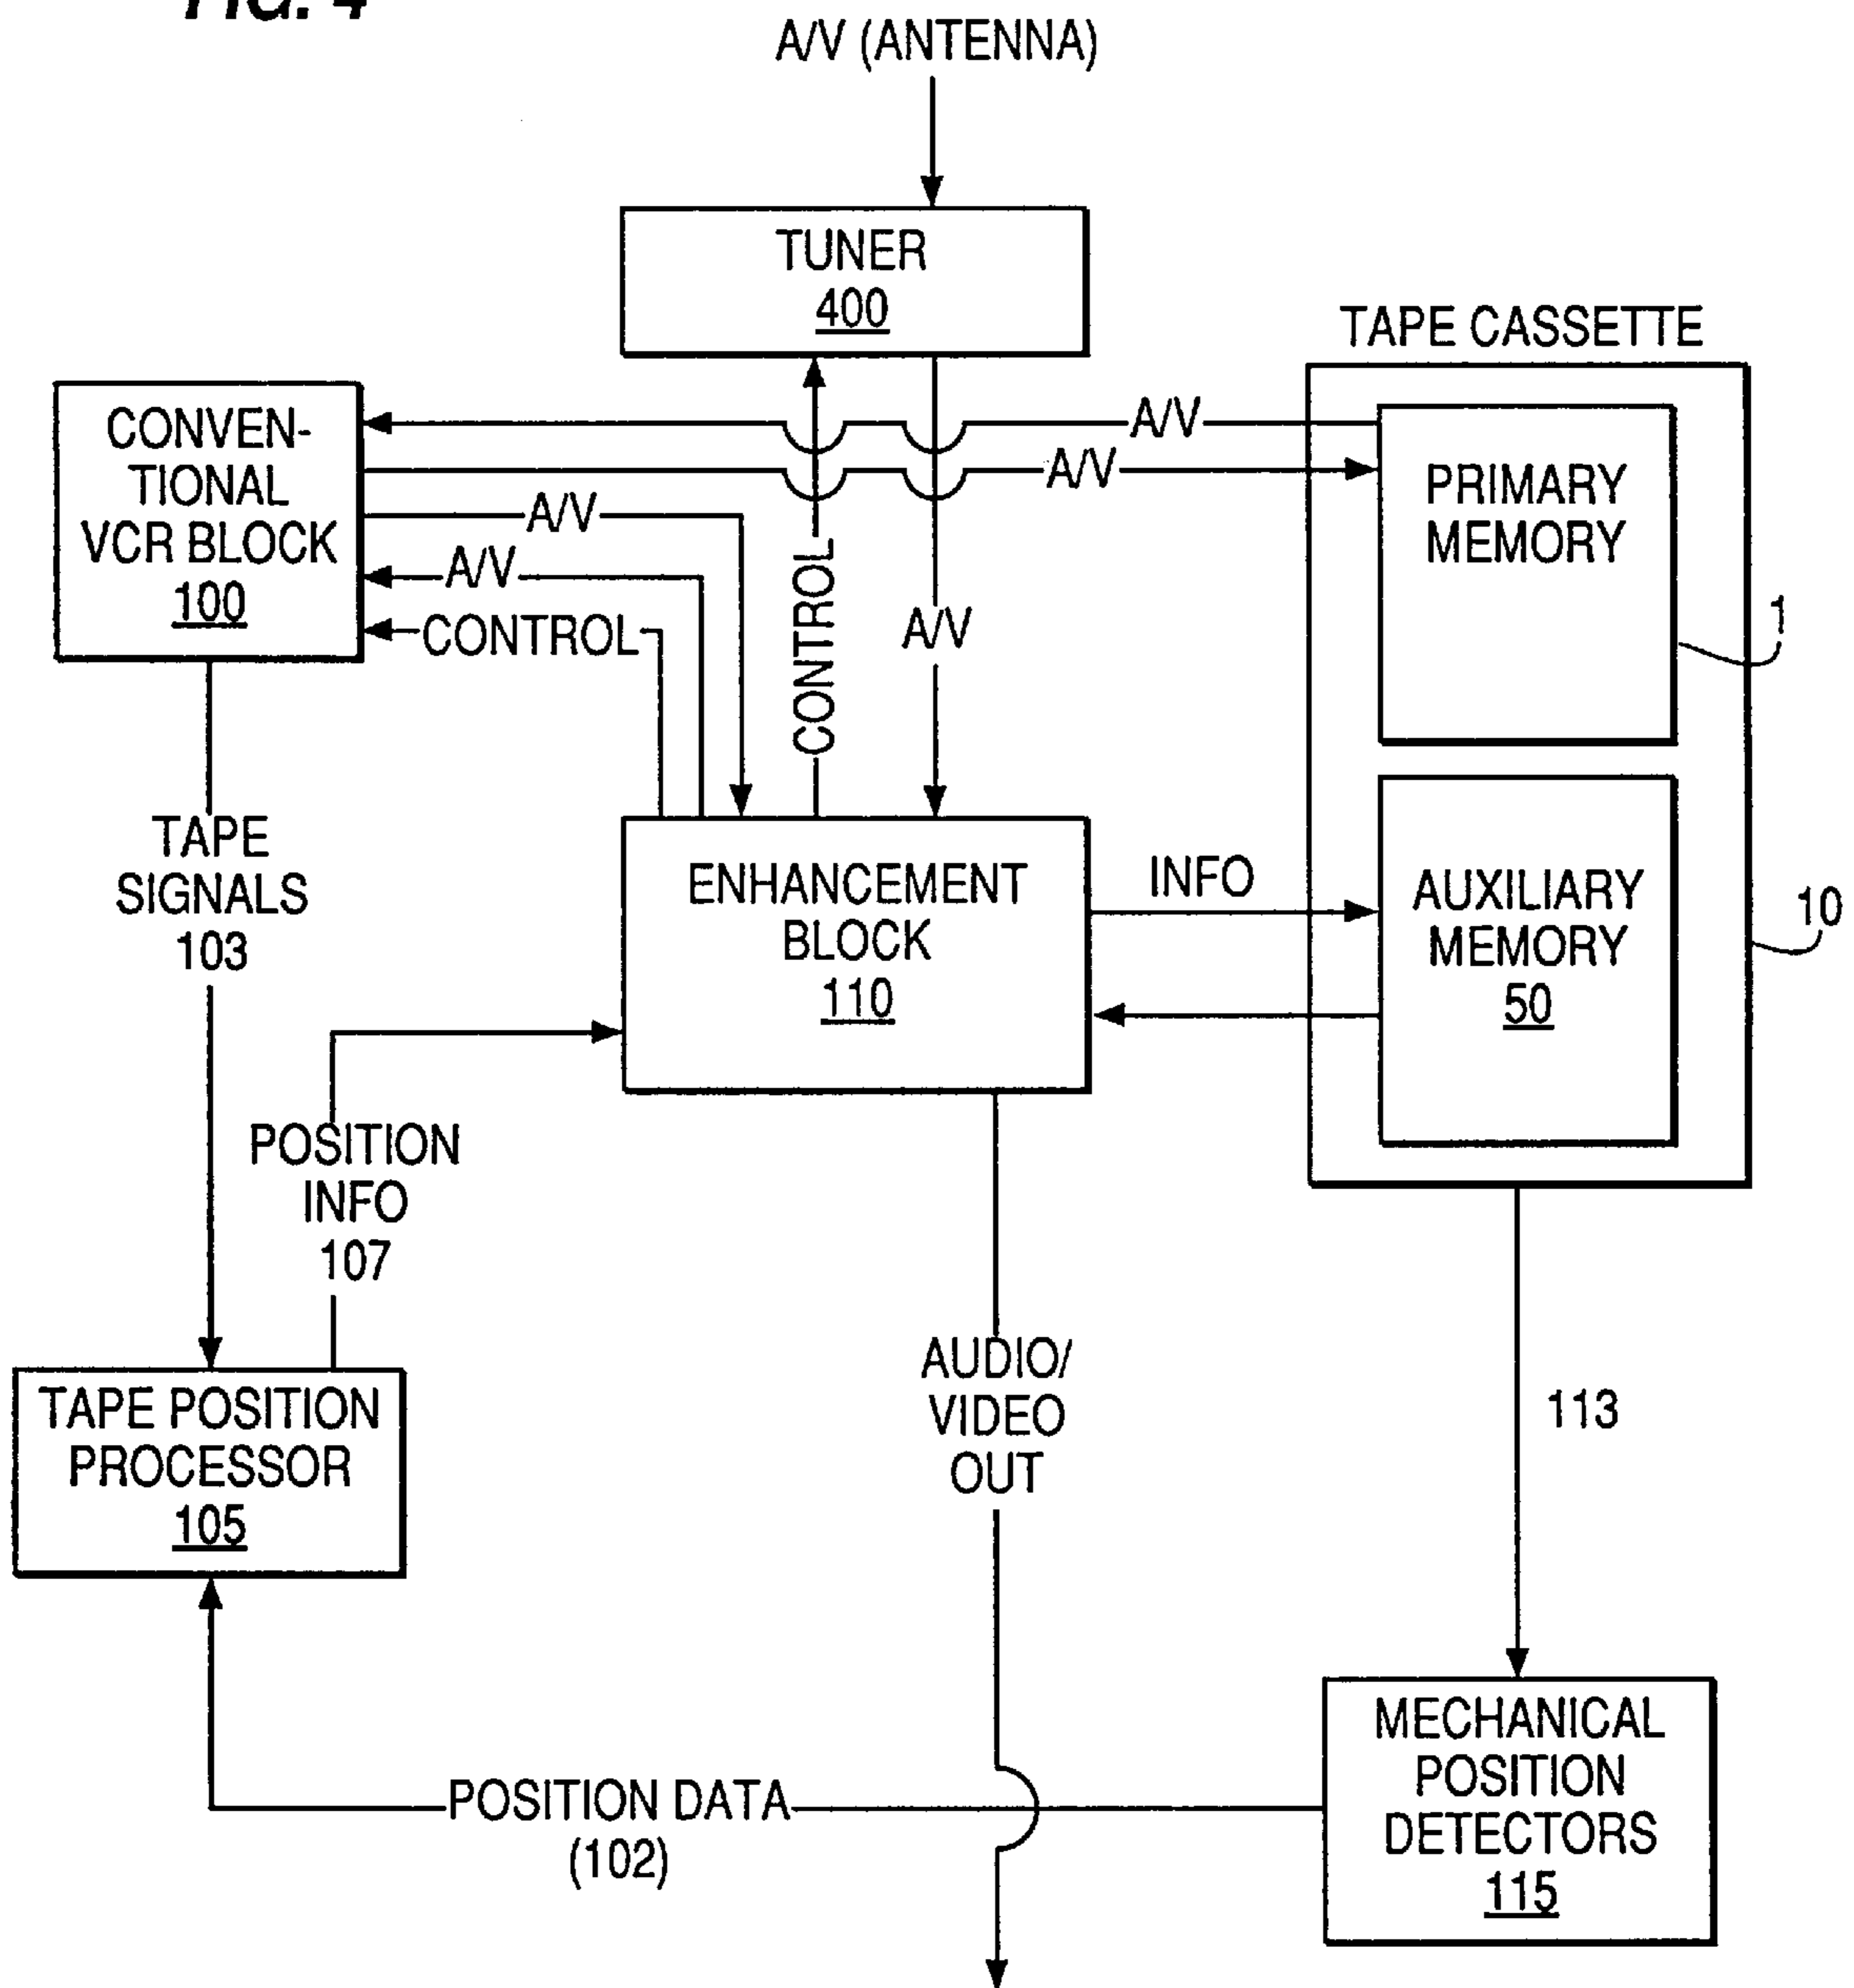 FIG. 4
A/V (ANTENNA)
TUNER
400
TAPE CASSETTE
CONVEN-
TIONAL
VCR BLOCK
100
A/V
A/V
A/V
A/V
CONTROL
CONTROL
A/V
PRIMARY
MEMORY
1
TAPE
SIGNALS
103
ENHANCEMENT
BLOCK
110
INFO
AUXILIARY
MEMORY
50
10
POSITION
INFO
107
AUDIO/
VIDEO
OUT
113
TAPE POSITION
PROCESSOR
105
MECHANICAL
POSITION
DETECTORS
115
POSITION DATA
(102)